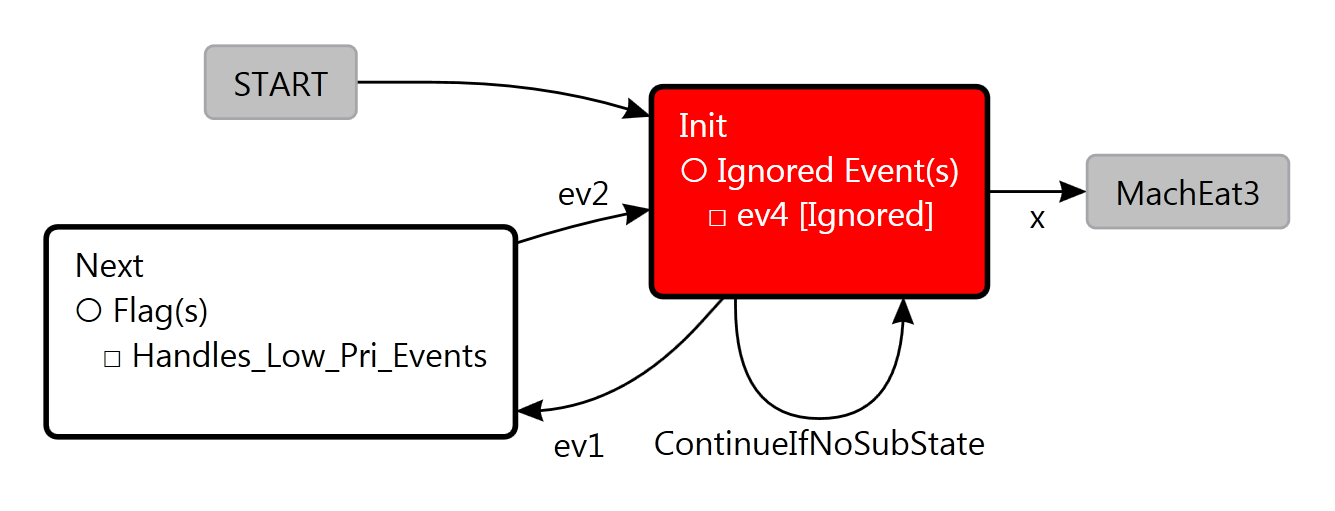 START
Init
Ignored Event(s)
ev4 [Ignored]
ev2
MachEat3
x
Next
Flag(s)
Handles_Low_Pri_Events
ev1
ContinueIfNoSubState